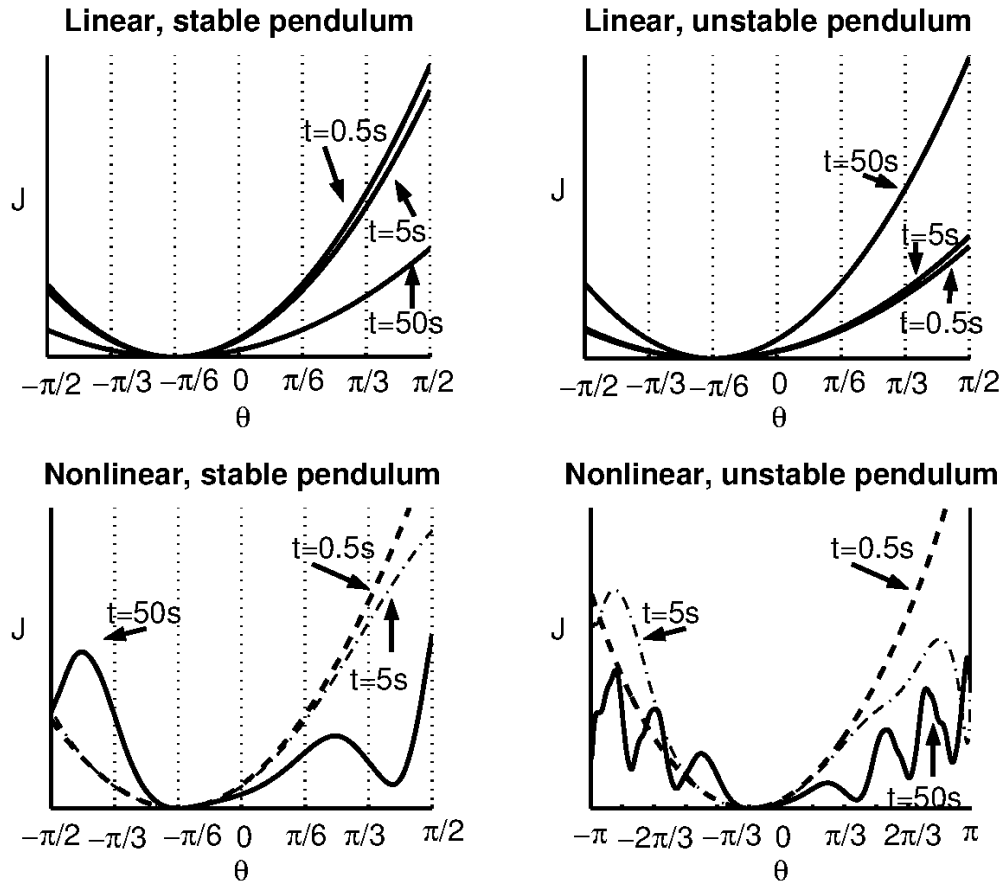 Linear, stable pendulum
t=0.5s
J
t=5s
t=50s
−π/2 −π/3 −π/6 0 π/6 π/3 π/2
θ
Linear, unstable pendulum
t=50s
J
t=5s
t=0.5s
−π/2 −π/3 −π/6 0 π/6 π/3 π/2
θ
Nonlinear, stable pendulum
t=0.5s
t=50s
J
t=5s
−π/2 −π/3 −π/6 0 π/6 π/3 π/2
θ
Nonlinear, unstable pendulum
t=0.5s
t=5s
J
t=50s
−π −2π/3 −π/3 0 π/3 2π/3 π
θ